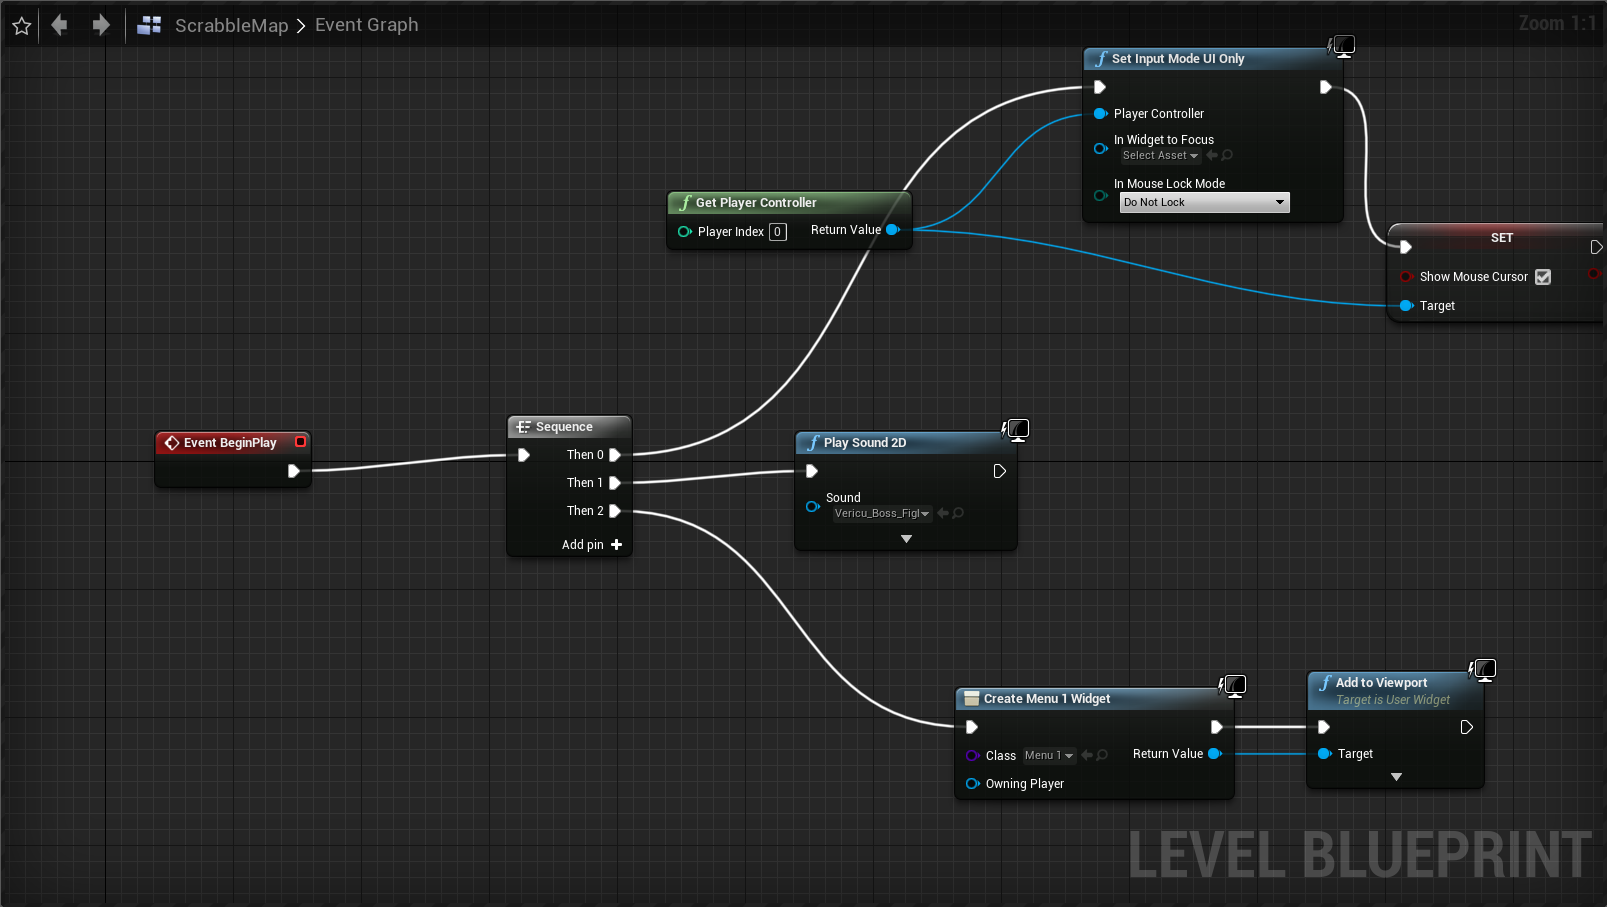 ScrabbleMap > Event Graph
Zoom 1:1
Set Input Mode UI Only
Player Controller
In Widget to Focus
Select Asset
In Mouse Lock Mode
Do Not Lock
Get Player Controller
Player Index 0 Return Value
SET
Show Mouse Cursor
Target
Event BeginPlay
Sequence
Then 0
Then 1
Then 2
Add pin
Play Sound 2D
Sound
Vericu_Boss_Figl
Create Menu 1 Widget
Class Menu 1 Return Value
Owning Player
Add to Viewport
Target is User Widget
Target
LEVEL BLUEPRINT